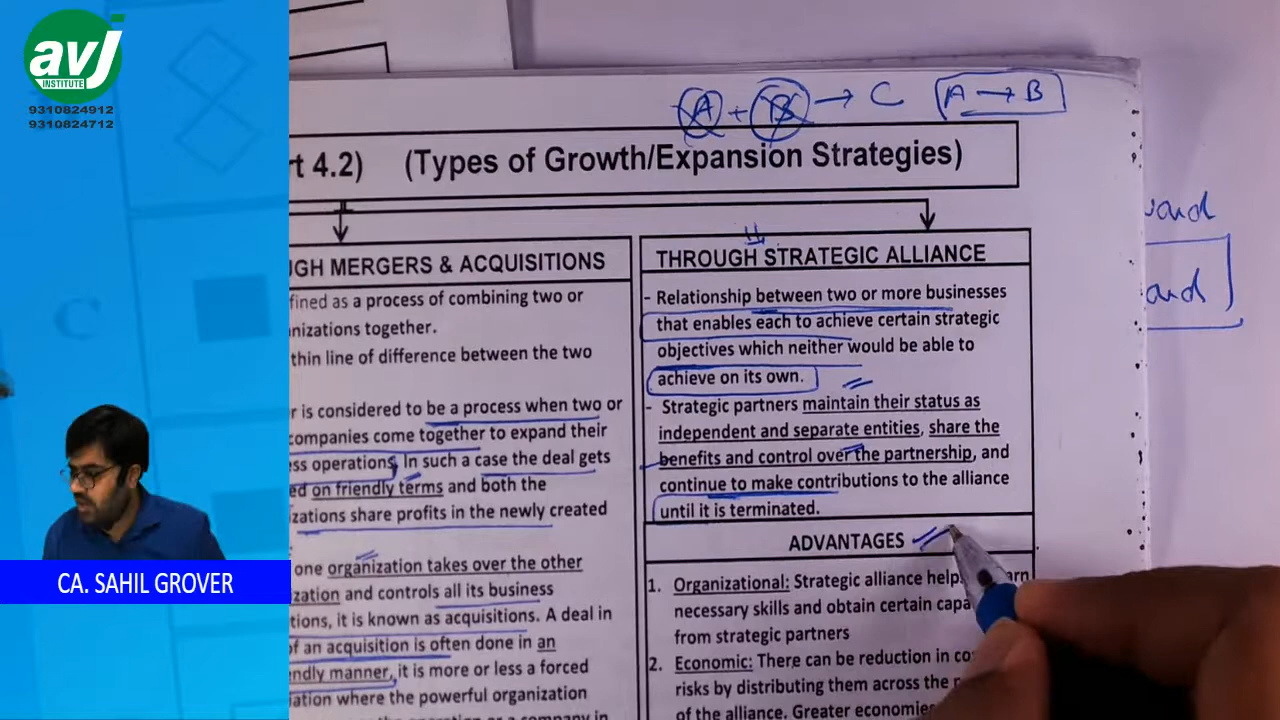 avj
INSTITUTE
9310824912
9310824712
A + B → C A → B
rt 4.2) (Types of Growth/Expansion Strategies)
GH MERGERS & ACQUISITIONS
fined as a process of combining two or
nizations together.
thin line of difference between the two
r is considered to be a process when two or
companies come together to expand their
ss operations. In such a case the deal gets
ed on friendly terms and both the
zations share profits in the newly created
one organization takes over the other
zation and controls all its business
tions, it is known as acquisitions. A deal in
of an acquisition is often done in an
ndly manner, it is more or less a forced
iation where the powerful organization
THROUGH STRATEGIC ALLIANCE
- Relationship between two or more businesses
that enables each to achieve certain strategic
objectives which neither would be able to
achieve on its own.
- Strategic partners maintain their status as
independent and separate entities, share the
benefits and control over the partnership, and
continue to make contributions to the alliance
until it is terminated.
ADVANTAGES
1. Organizational: Strategic alliance helps
necessary skills and obtain certain capa
from strategic partners
2. Economic: There can be reduction in co
risks by distributing them across the
of the alliance. Greater economies
CA. SAHIL GROVER